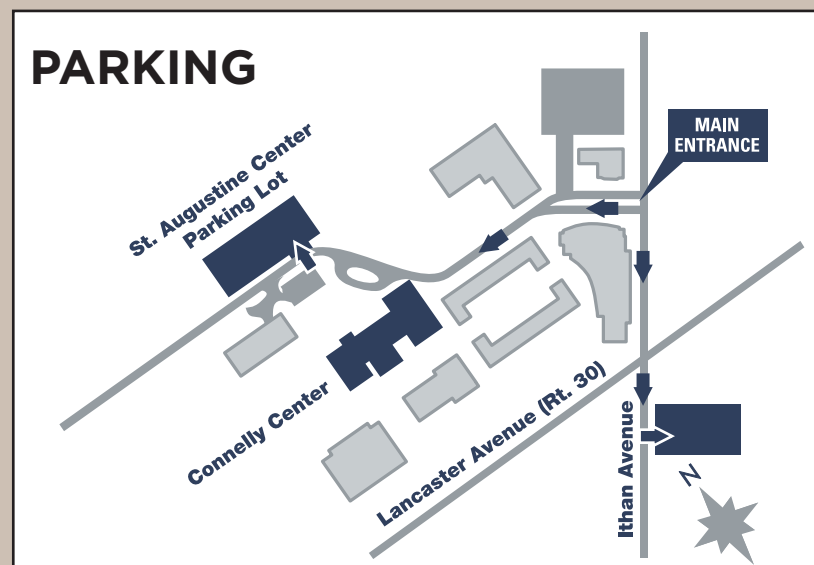 PARKING
MAIN
ENTRANCE
St. Augustine Center
Parking Lot
Connelly Center
Lancaster Avenue (Rt. 30)
Ithan Avenue
N